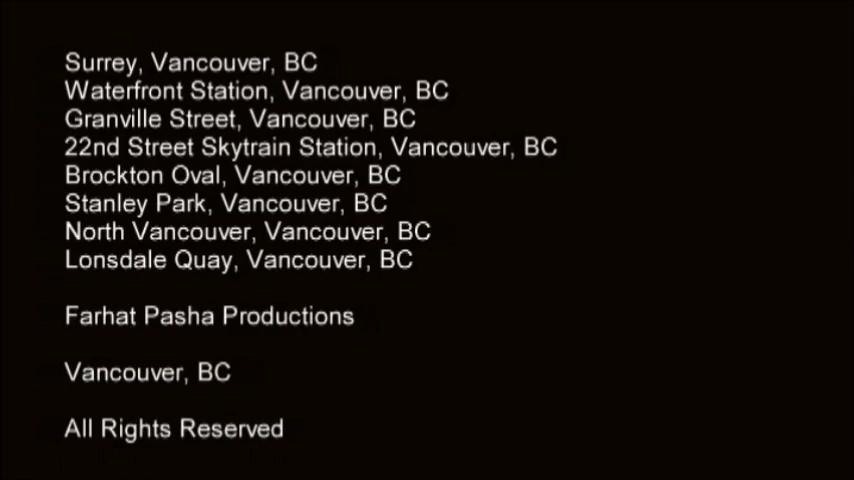 Surrey, Vancouver, BC
Waterfront Station, Vancouver, BC
Granville Street, Vancouver, BC
22nd Street Skytrain Station, Vancouver, BC
Brockton Oval, Vancouver, BC
Stanley Park, Vancouver, BC
North Vancouver, Vancouver, BC
Lonsdale Quay, Vancouver, BC
Farhat Pasha Productions
Vancouver, BC
All Rights Reserved